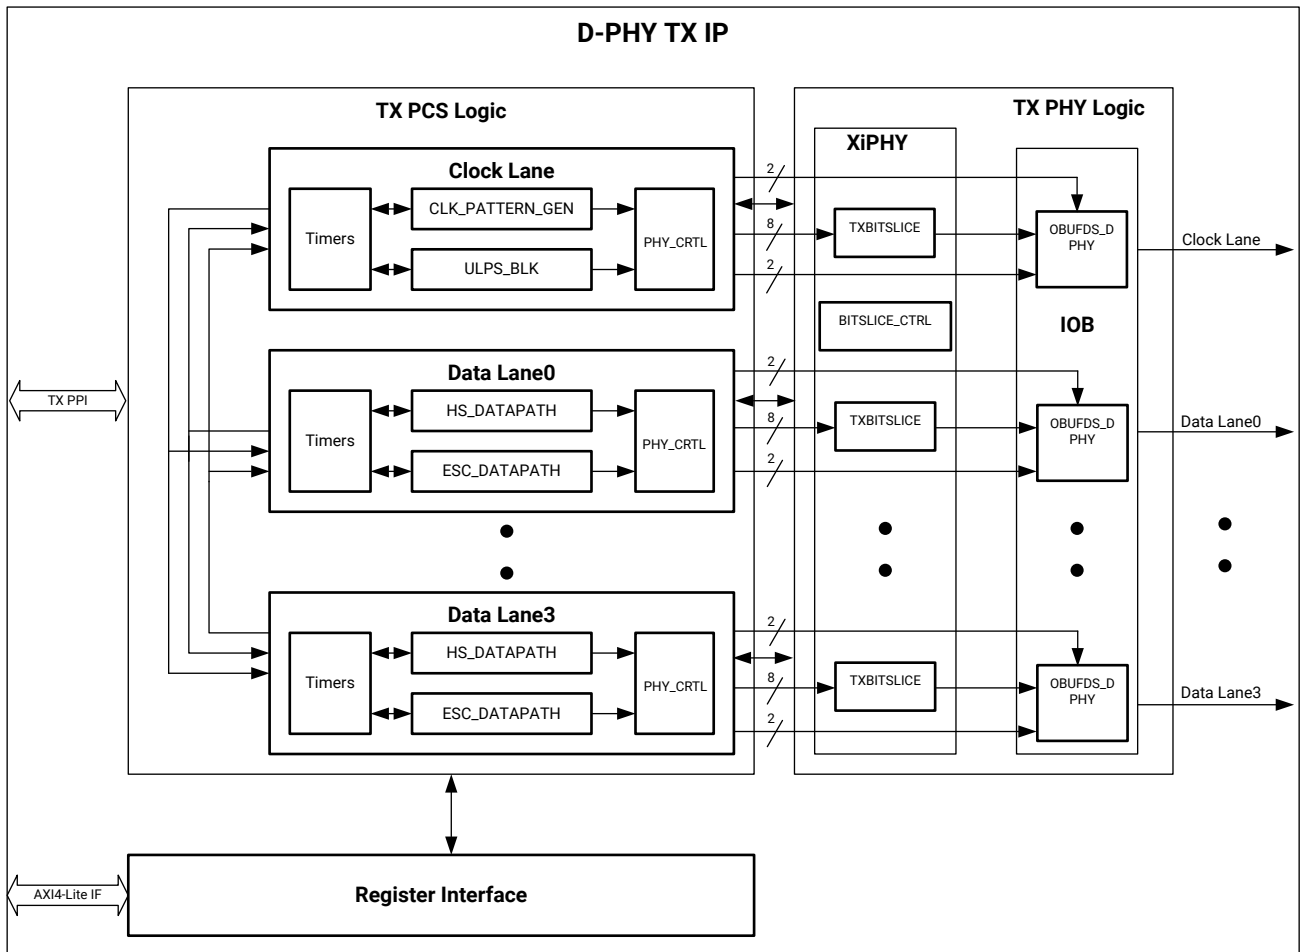 D-PHY TX IP
TX PCS Logic
TX PHY Logic
XiPHY
Clock Lane
Timers
CLK_PATTERN_GEN
ULPS_BLK
PHY_CRTL
2
8
2
TXBITSLICE
OBUFDS_D
PHY
Clock Lane
BITSLICE_CTRL
IOB
TX PPI
Data Lane0
Timers
HS_DATAPATH
ESC_DATAPATH
PHY_CRTL
2
8
2
TXBITSLICE
OBUFDS_D
PHY
Data Lane0
Data Lane3
Timers
HS_DATAPATH
ESC_DATAPATH
PHY_CRTL
2
8
2
TXBITSLICE
OBUFDS_D
PHY
Data Lane3
AXI4-Lite IF
Register Interface